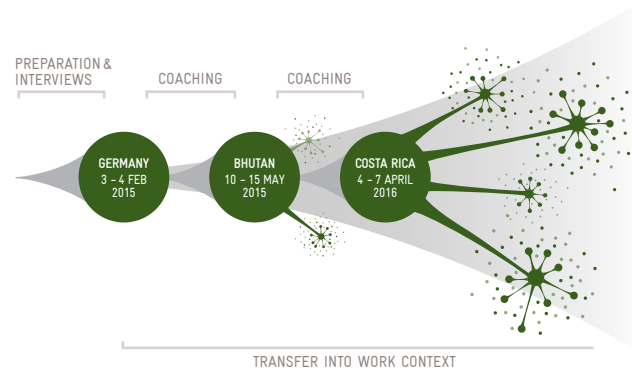 PREPARATION &
INTERVIEWS
COACHING
COACHING
GERMANY
3 – 4 FEB
2015
BHUTAN
10 – 15 MAY
2015
COSTA RICA
4 – 7 APRIL
2016
TRANSFER INTO WORK CONTEXT